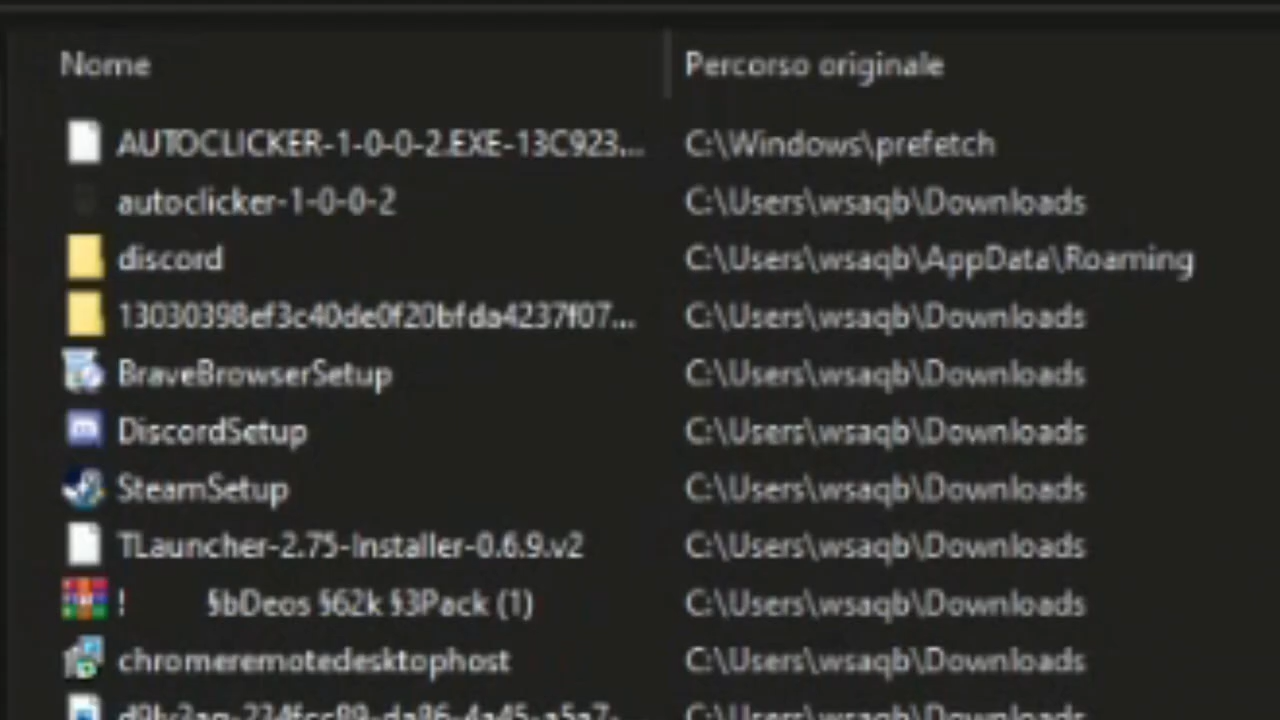 Nome Percorso originale
AUTOCLICKER-1-0-0-2.EXE-13C923... C:\Windows\prefetch
autoclicker-1-0-0-2 C:\Users\wsaqb\Downloads
discord C:\Users\wsaqb\AppData\Roaming
13030398ef3c40de0f20bfda4237f07... C:\Users\wsaqb\Downloads
BraveBrowserSetup C:\Users\wsaqb\Downloads
DiscordSetup C:\Users\wsaqb\Downloads
SteamSetup C:\Users\wsaqb\Downloads
TLauncher-2.75-Installer-0.6.9.v2 C:\Users\wsaqb\Downloads
! §bDeos §62k §3Pack (1) C:\Users\wsaqb\Downloads
chromeremotedesktophost C:\Users\wsaqb\Downloads
C:\Users\wsaqb\Downloads